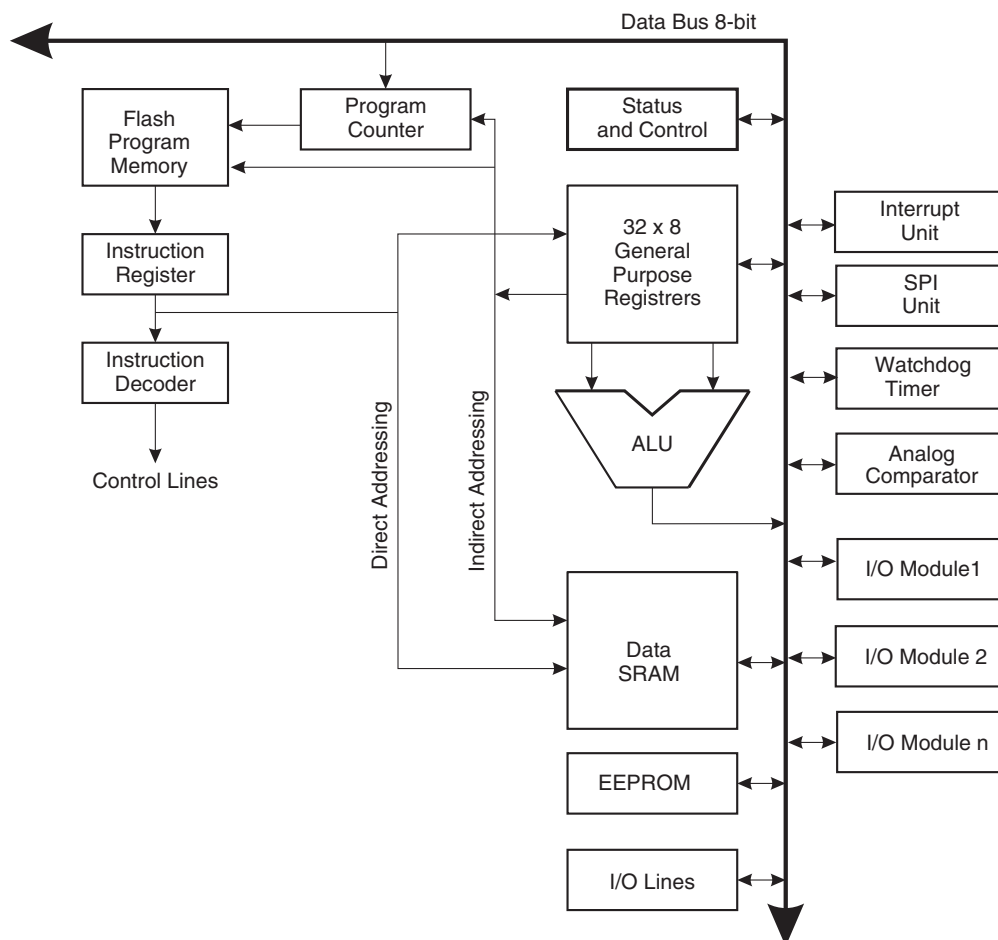 Data Bus 8-bit
Flash
Program
Memory
Program
Counter
Status
and Control
Instruction
Register
32 x 8
General
Purpose
Registrers
Interrupt
Unit
SPI
Unit
Instruction
Decoder
Watchdog
Timer
ALU
Analog
Comparator
Control Lines
Direct Addressing
Indirect Addressing
I/O Module1
Data
SRAM
I/O Module 2
I/O Module n
EEPROM
I/O Lines